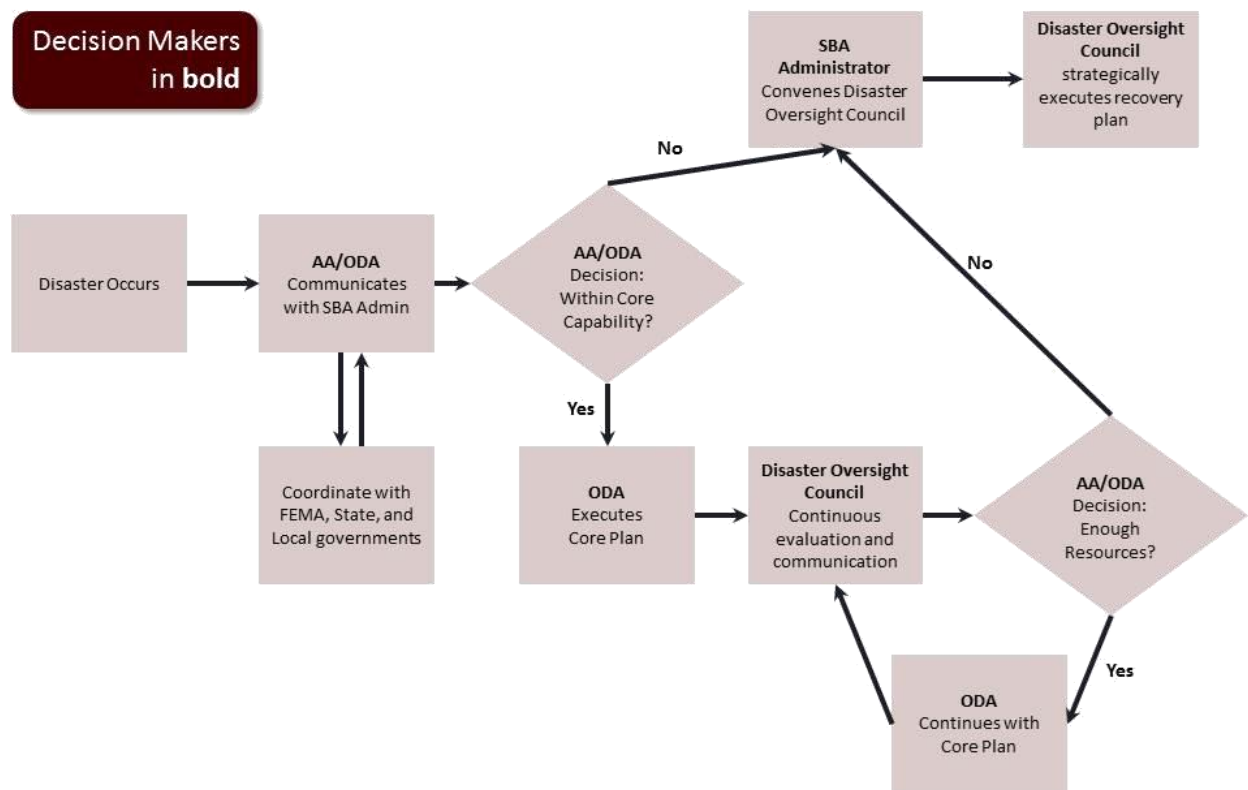 Decision Makers
in bold
SBA
Administrator
Convenes Disaster
Oversight Council
Disaster Oversight
Council
strategically
executes recovery
plan
No
Disaster Occurs
AA/ODA
Communicates
with SBA Admin
AA/ODA
Decision:
Within Core
Capability?
No
Yes
Coordinate with
FEMA, State, and
Local governments
ODA
Executes
Core Plan
Disaster Oversight
Council
Continuous
evaluation and
communication
AA/ODA
Decision:
Enough
Resources?
Yes
ODA
Continues with
Core Plan